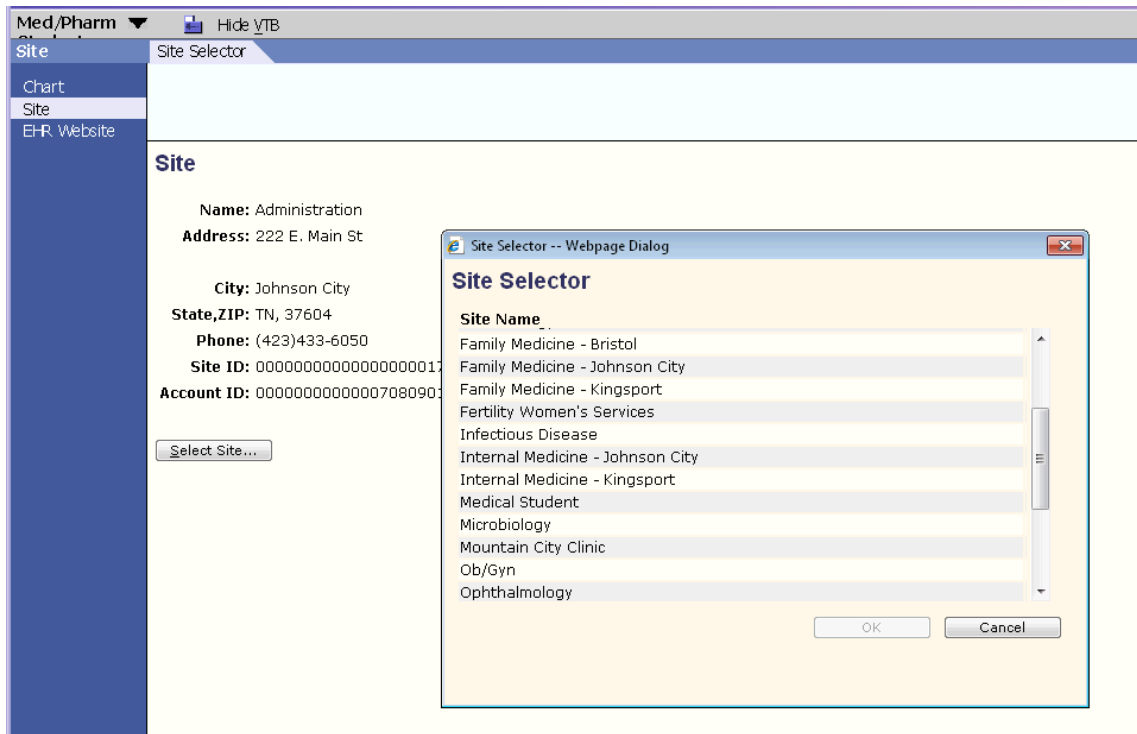 Med/Pharm
Hide VTB
Site
Site Selector
Chart
Site
EHR Website
Site
Name: Administration
Address: 222 E. Main St
City: Johnson City
State,ZIP: TN, 37604
Phone: (423)433-6050
Site ID: 0000000000000000017
Account ID: 00000000000007080901
Select Site...
Site Selector -- Webpage Dialog
Site Selector
Site Name
Family Medicine - Bristol
Family Medicine - Johnson City
Family Medicine - Kingsport
Fertility Women's Services
Infectious Disease
Internal Medicine - Johnson City
Internal Medicine - Kingsport
Medical Student
Microbiology
Mountain City Clinic
Ob/Gyn
Ophthalmology
OK
Cancel